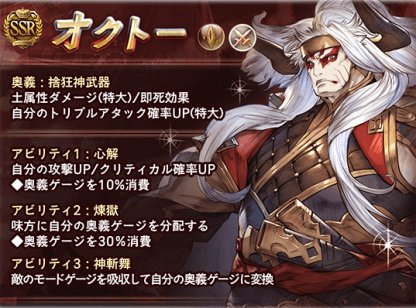 SSR オクトー
奥義：捨狂神武器
土属性ダメージ(特大)/即死効果
自分のトリプルアタック確率UP(特大)
アビリティ1：心解
自分の攻撃UP/クリティカル確率UP
◆奥義ゲージを10%消費
アビリティ2：煉獄
味方に自分の奥義ゲージを分配する
◆奥義ゲージを30%消費
アビリティ3：神斬舞
敵のモードゲージを吸収して自分の奥義ゲージに変換